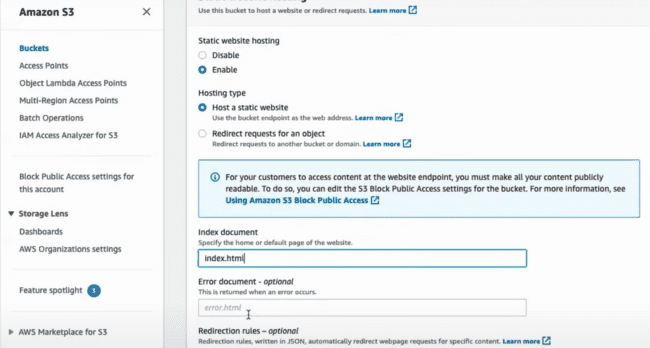 Amazon S3
Buckets
Access Points
Object Lambda Access Points
Multi-Region Access Points
Batch Operations
IAM Access Analyzer for S3
Block Public Access settings for
this account
Storage Lens
Dashboards
AWS Organizations settings
Feature spotlight 3
AWS Marketplace for S3
Use this bucket to host a website or redirect requests. Learn more
Static website hosting
Disable
Enable
Hosting type
Host a static website
Use the bucket endpoint as the web address. Learn more
Redirect requests for an object
Redirect requests to another bucket or domain. Learn more
For your customers to access content at the website endpoint, you must make all your content publicly
readable. To do so, you can edit the S3 Block Public Access settings for the bucket. For more information, see
Using Amazon S3 Block Public Access
Index document
Specify the home or default page of the website.
index.html
Error document - optional
This is returned when an error occurs.
error.html
Redirection rules – optional
Redirection rules, written in JSON, automatically redirect webpage requests for specific content. Learn more